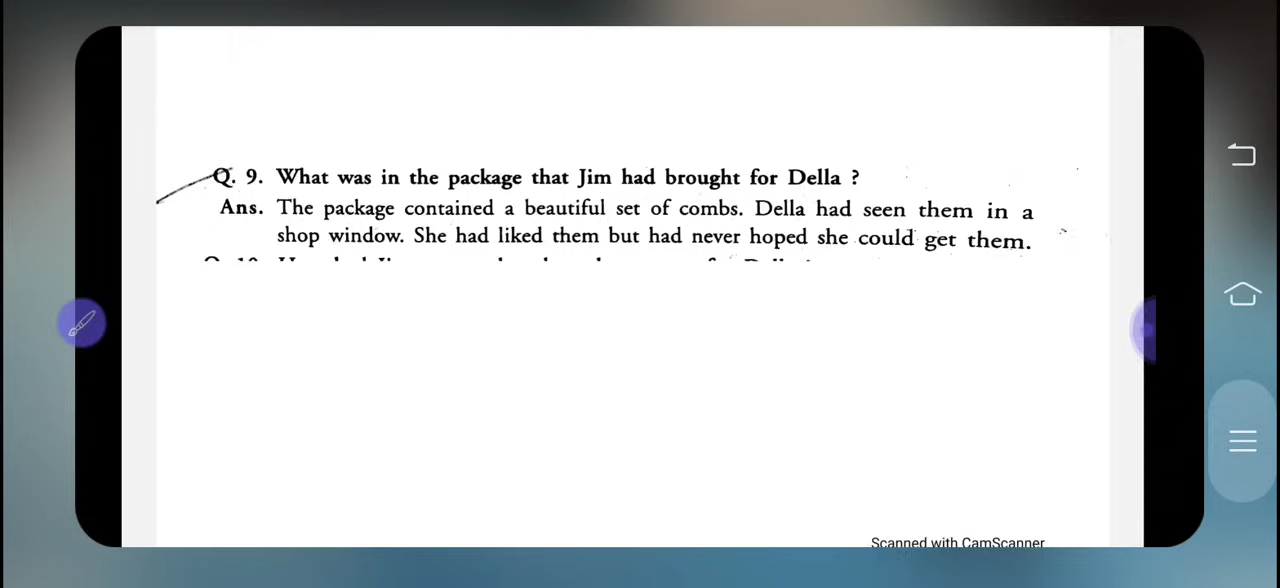 Q. 9. What was in the package that Jim had brought for Della ?
Ans. The package contained a beautiful set of combs. Della had seen them in a
shop window. She had liked them but had never hoped she could get them.
Scanned with CamScanner